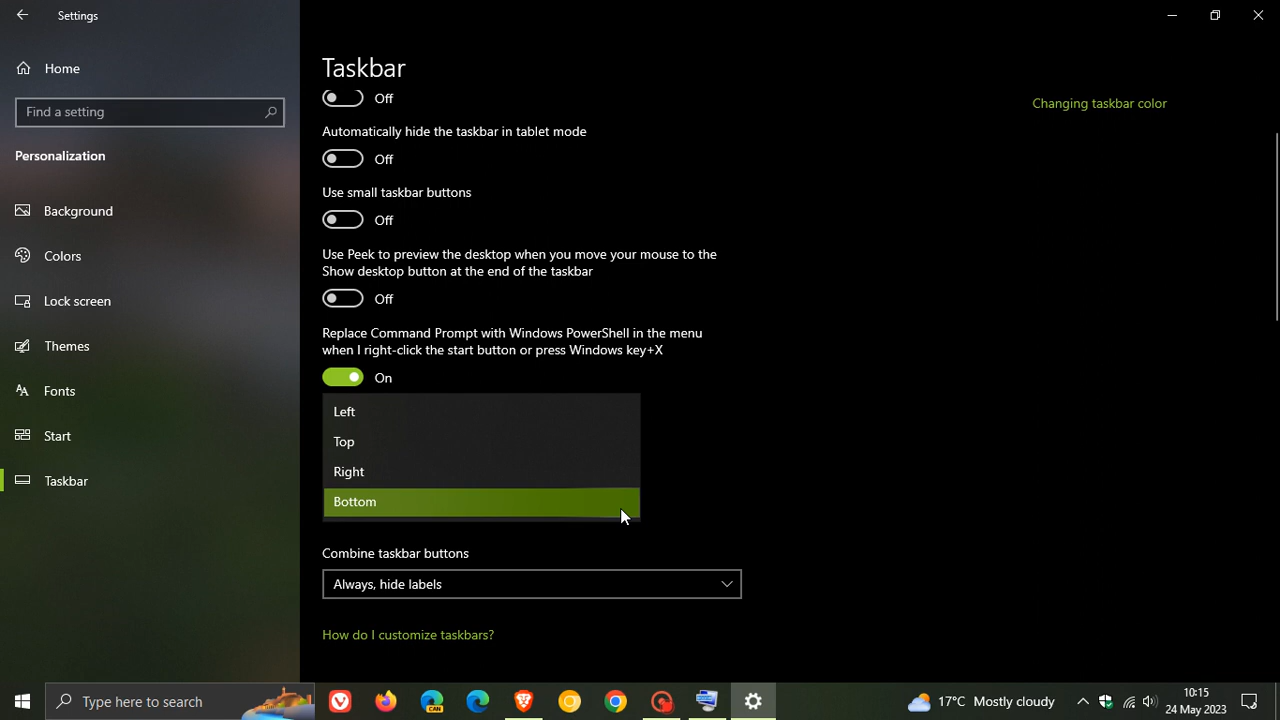 Settings
Home
Find a setting
Personalization
Background
Colors
Lock screen
Themes
Fonts
Start
Taskbar
Taskbar
Off
Automatically hide the taskbar in tablet mode
Off
Use small taskbar buttons
Off
Use Peek to preview the desktop when you move your mouse to the
Show desktop button at the end of the taskbar
Off
Replace Command Prompt with Windows PowerShell in the menu
when I right-click the start button or press Windows key+X
On
Left
Top
Right
Bottom
Combine taskbar buttons
Always, hide labels
How do I customize taskbars?
Changing taskbar color
Type here to search
CAN
17°C Mostly cloudy
10:15
24 May 2023